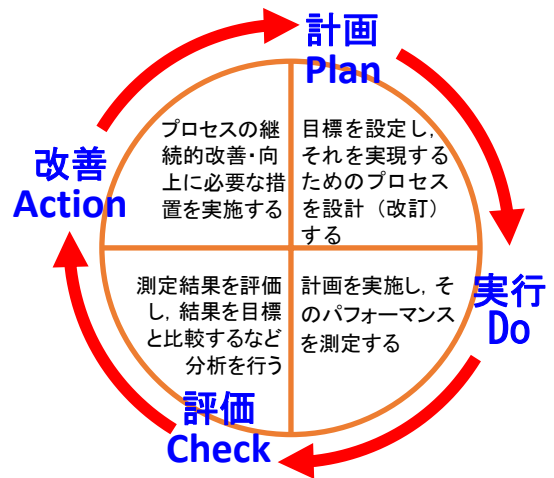 計画
Plan
プロセスの継
続的改善・向
上に必要な措
置を実施する
目標を設定し，
それを実現する
ためのプロセス
を設計（改訂）
する
改善
Action
実行
Do
測定結果を評価
し，結果を目標
と比較するなど
分析を行う
計画を実施し，そ
のパフォーマンス
を測定する
評価
Check